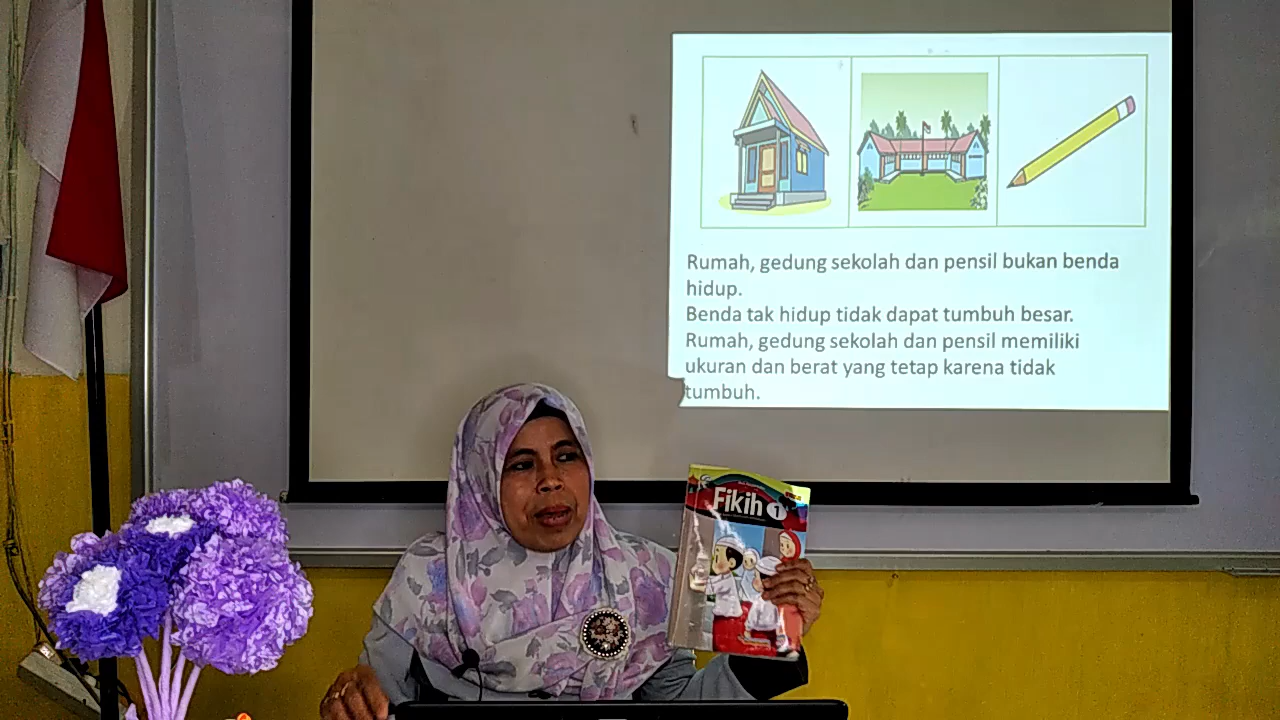 Rumah, gedung sekolah dan pensil bukan benda
hidup.
Benda tak hidup tidak dapat tumbuh besar.
Rumah, gedung sekolah dan pensil memiliki
ukuran dan berat yang tetap karena tidak
tumbuh.
Fikih 1